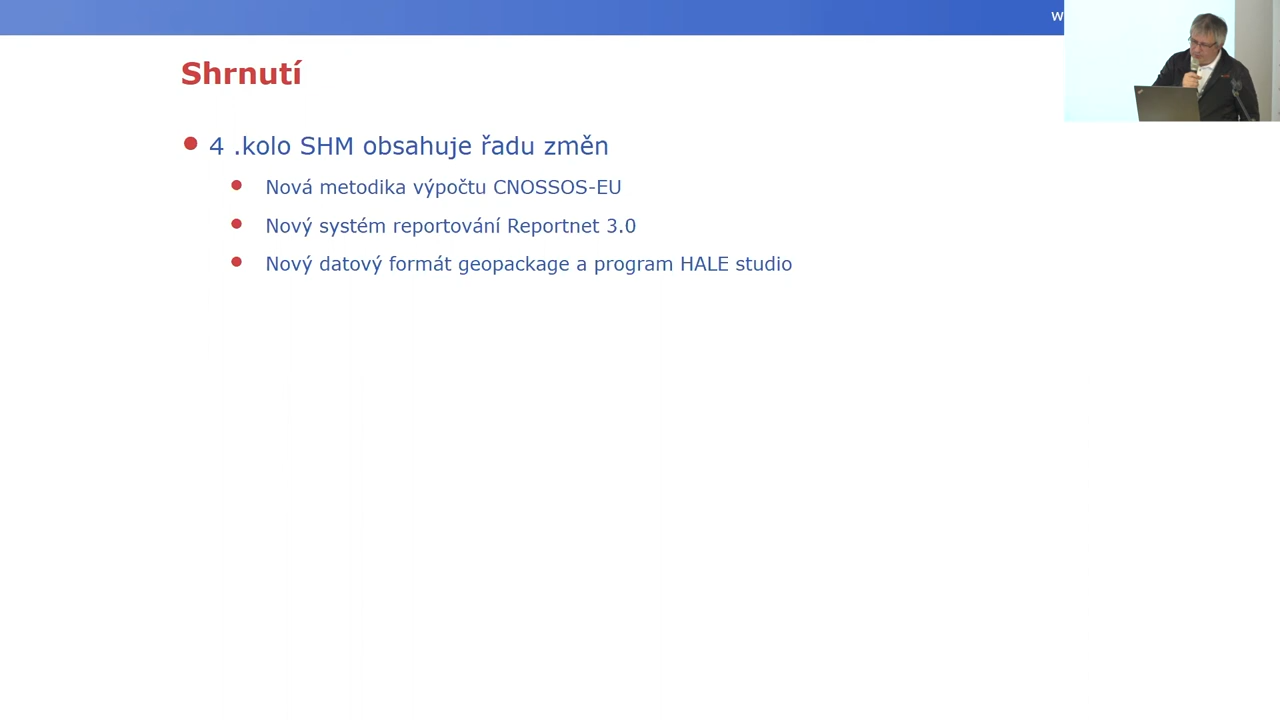 w
Shrnutí
4 .kolo SHM obsahuje řadu změn
Nová metodika výpočtu CNOSSOS-EU
Nový systém reportování Reportnet 3.0
Nový datový formát geopackage a program HALE studio